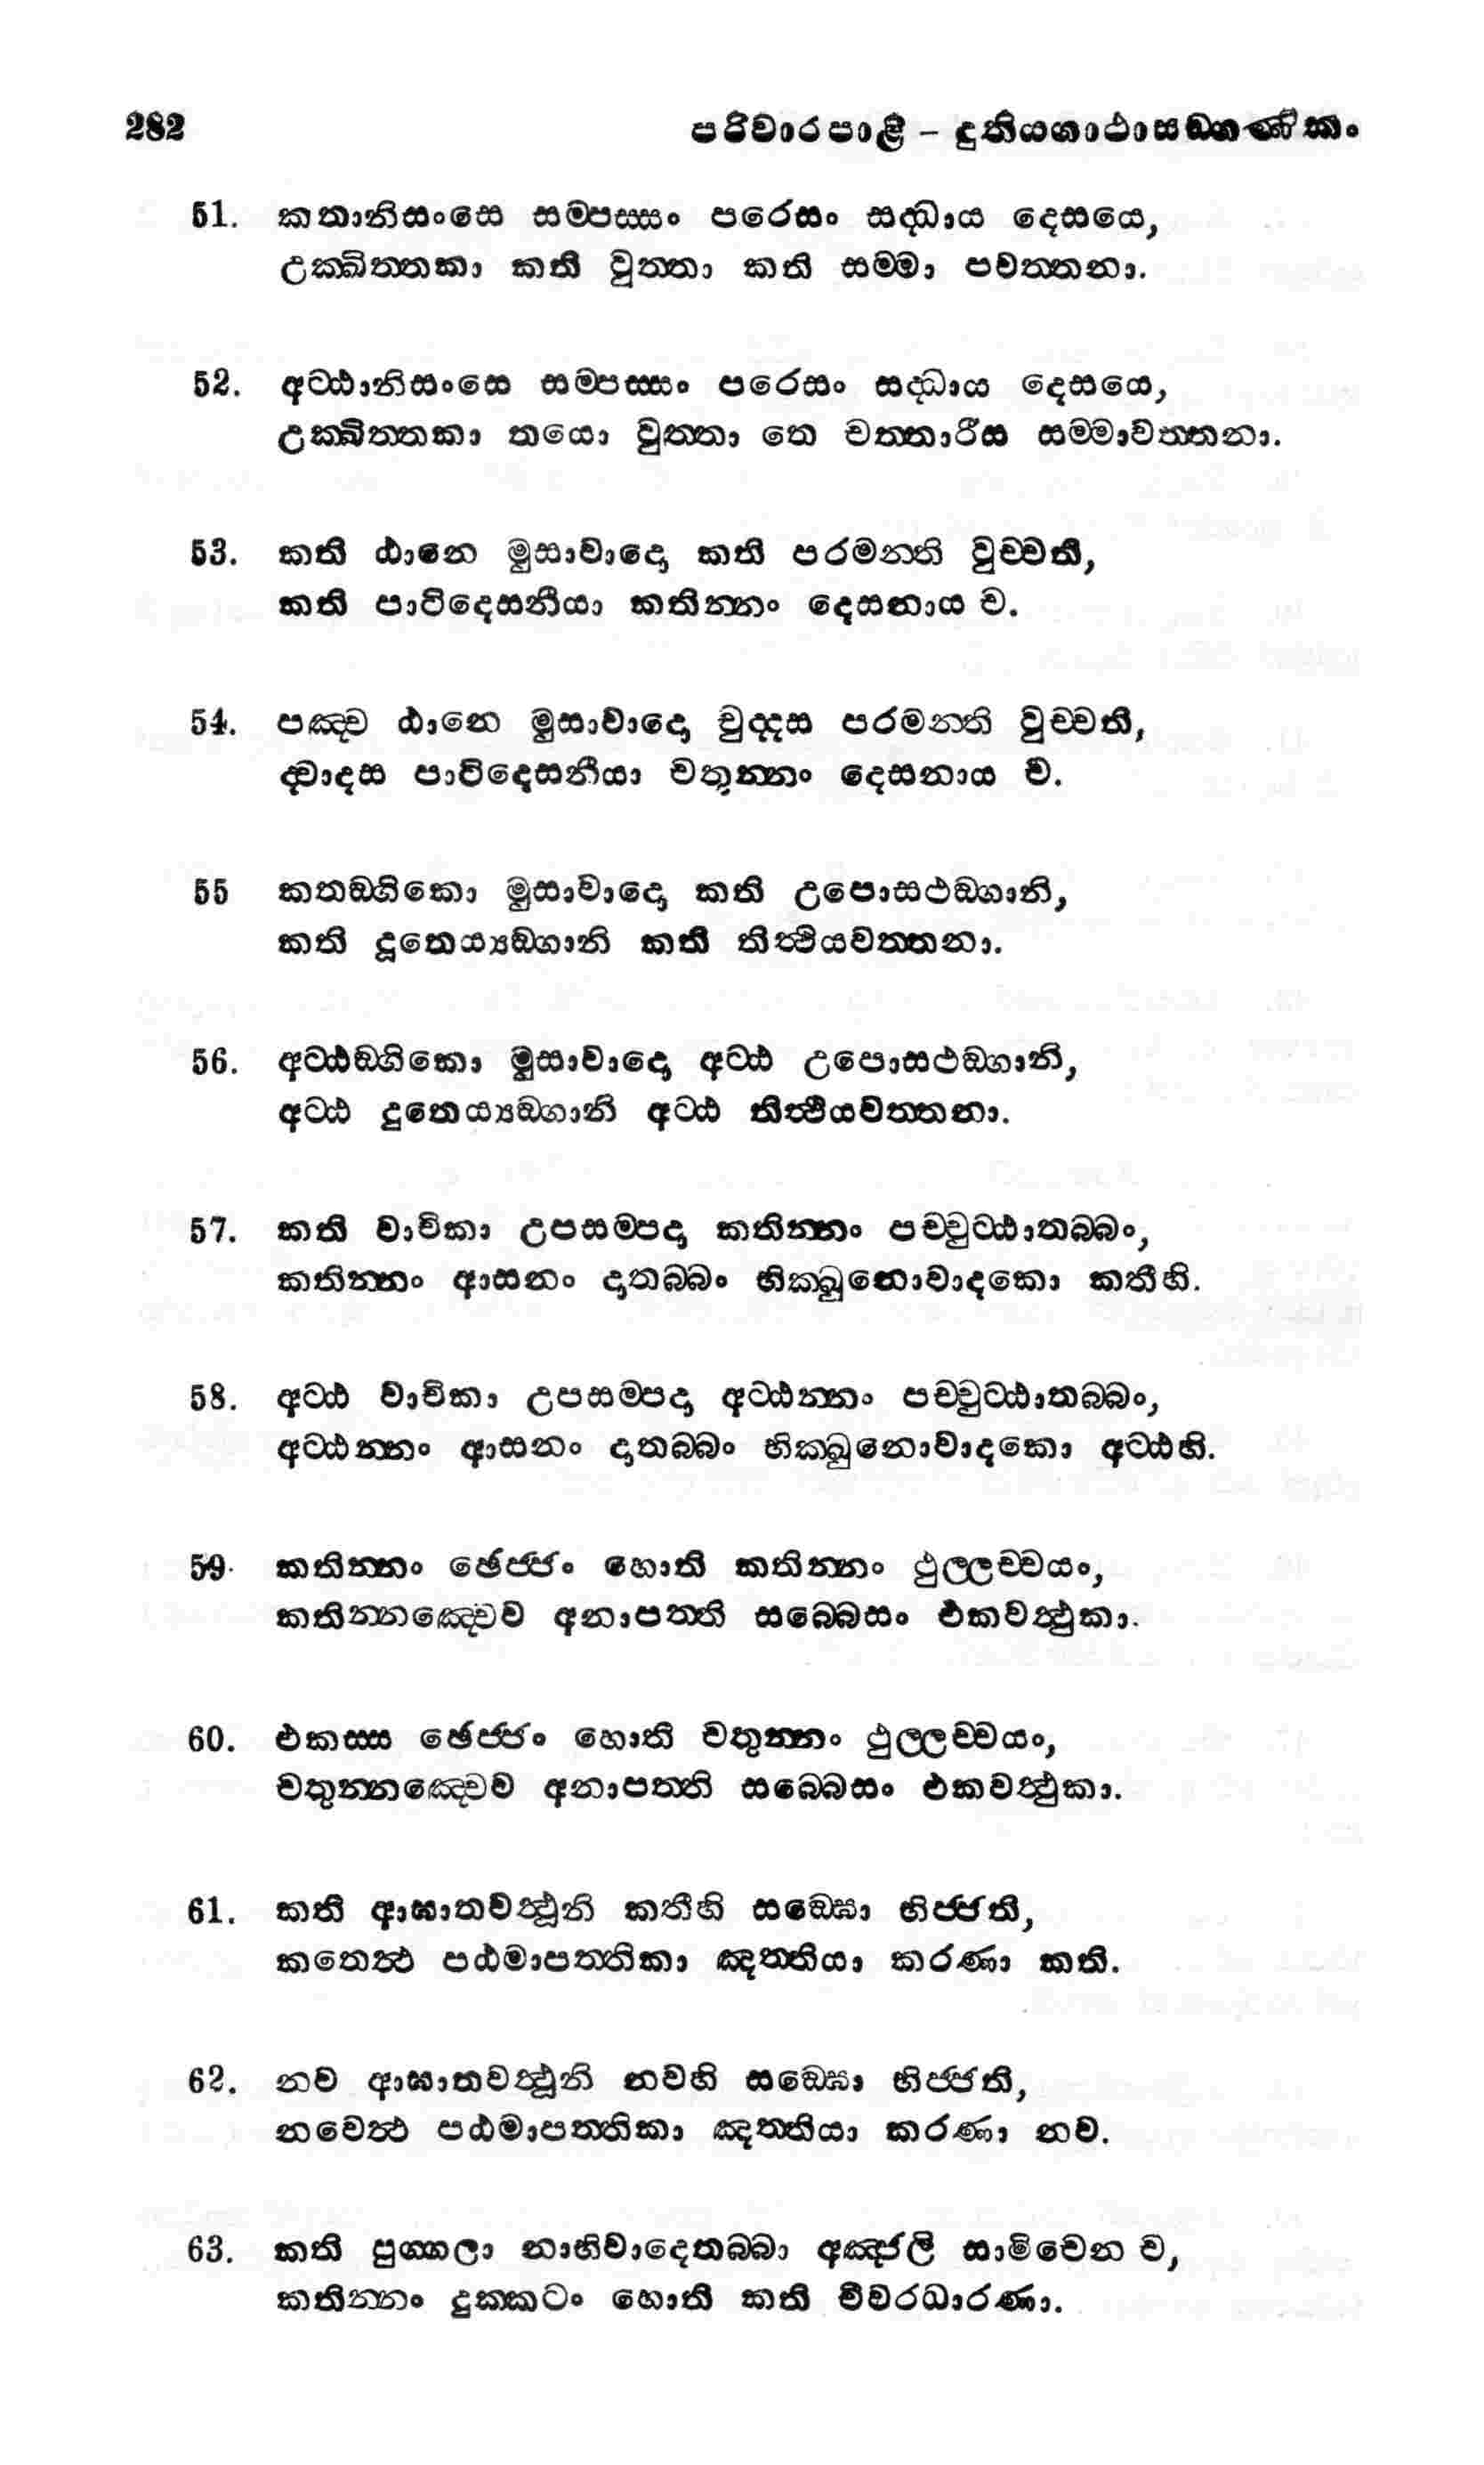 282 පරිවාරපාළි – දුතියගාථාසඞ්ගණිකං
51. කතානිසංසෙ සම්පස්සං පරෙසං සද්ධාය දෙසයෙ,
උක්ඛිත්තකා කති වුත්තා කති සම්මා පවත්තනා.
52. අට්ඨානිසංසෙ සම්පස්සං පරෙසං සද්ධාය දෙසයෙ,
උක්ඛිත්තකා තයො වුත්තා තෙ චත්තාරීස සම්මාවත්තනා.
53. කති ඨානෙ මුසාවාදො කති පරමන්ති වුච්චති,
කති පාටිදෙසනීයා කතින්නං දෙසනාය ච.
54. පඤ්ච ඨානෙ මුසාවාදො චුද්දස පරමන්ති වුච්චති,
ද්වාදස පාටිදෙසනීයා චතුන්නං දෙසනාය ච.
55 කතඞ්ගිකො මුසාවාදො කති උපොසථඞ්ගානි,
කති දූතෙය්‍යඞ්ගානි කති තිත්ථියවත්තනා.
56. අට්ඨඞ්ගිකො මුසාවාදො අට්ඨ උපොසථඞ්ගානි,
අට්ඨ දුතෙය්‍යඞ්ගානි අට්ඨ තිත්ථියවත්තනා.
57. කති වාචිකා උපසම්පදා කතින්නං පච්චුට්ඨාතබ්බං,
කතින්නං ආසනං දාතබ්බං භික්ඛුනොවාදකො කතීහි.
58. අට්ඨ වාචිකා උපසම්පදා අට්ඨන්නං පච්චුට්ඨාතබ්බං,
අට්ඨන්නං ආසනං දාතබ්බං භික්ඛුනොවාදකො අට්ඨහි.
59. කතින්නං ඡෙජ්ජං හොති කතින්නං ථුල්ලච්චයං,
කතින්නඤ්චෙව අනාපත්ති සබ්බෙසං එකවත්ථුකා.
60. එකස්ස ඡෙජ්ජං හොති චතුන්නං ථුල්ලච්චයං,
චතුන්නඤ්චෙව අනාපත්ති සබ්බෙසං එකවත්ථුකා.
61. කති ආඝාතවත්ථූනි කතීහි සඞ්ඝො භිජ්ජති,
කතෙත්ථ පඨමාපත්තිකා ඤත්තියා කරණා කති.
62. නව ආඝාතවත්ථූනි නවහි සඞ්ඝො භිජ්ජති,
නවෙත්ථ පඨමාපත්තිකා ඤත්තියා කරණා නව.
63. කති පුග්ගලා නාභිවාදෙතබ්බා අඤ්ජලි සාමිචෙන ච,
කතින්නං දුක්කටං හොති කති චීවරධාරණා.